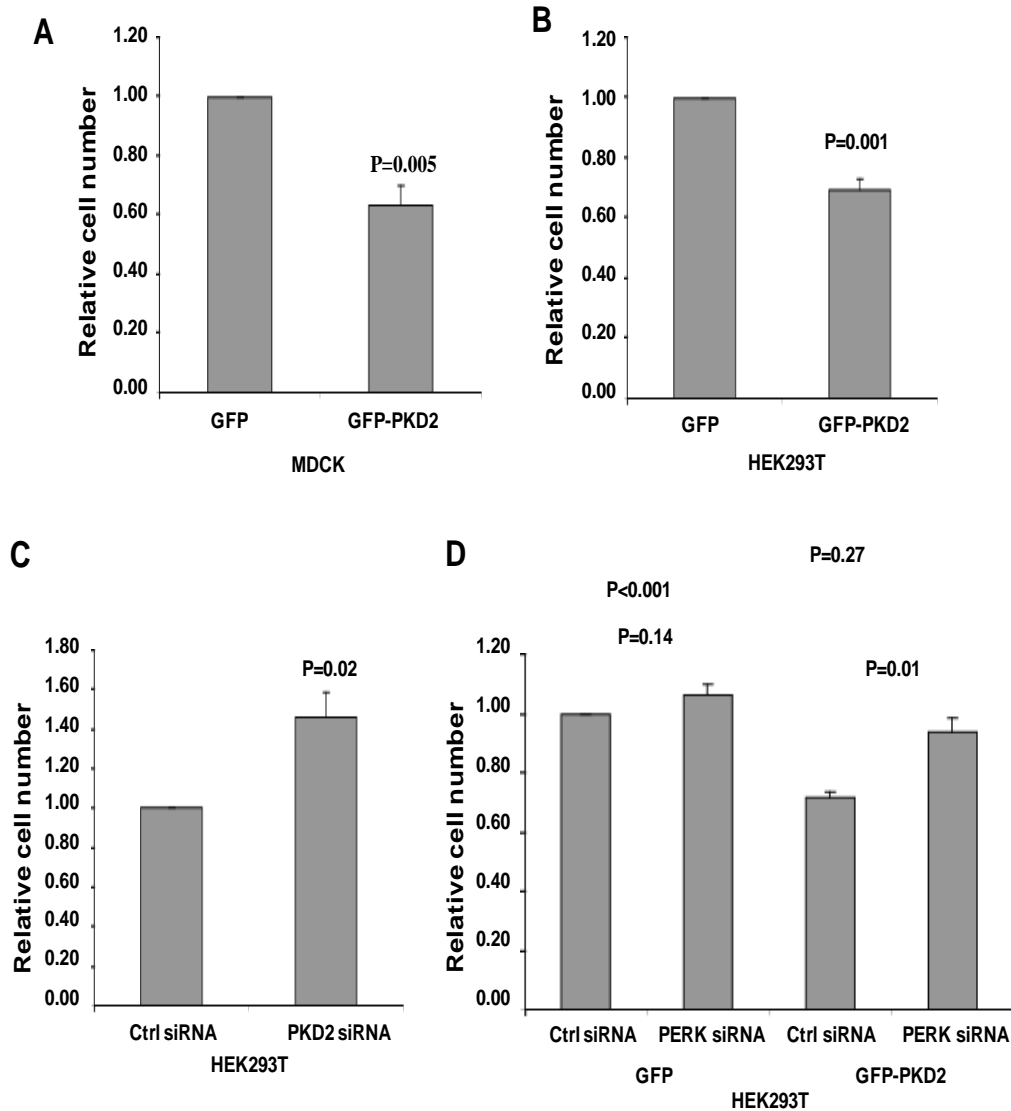 A
Relative cell number
1.20
1.00
0.80
0.60
0.40
0.20
0.00
P=0.005
GFP
GFP-PKD2
MDCK
B
Relative cell number
1.20
1.00
0.80
0.60
0.40
0.20
0.00
P=0.001
GFP
GFP-PKD2
HEK293T
C
Relative cell number
1.80
1.60
1.40
1.20
1.00
0.80
0.60
0.40
0.20
0.00
P=0.02
Ctrl siRNA
PKD2 siRNA
HEK293T
D
P=0.27
P<0.001
P=0.14
P=0.01
Relative cell number
1.20
1.00
0.80
0.60
0.40
0.20
0.00
Ctrl siRNA
PERK siRNA
Ctrl siRNA
PERK siRNA
GFP
GFP-PKD2
HEK293T